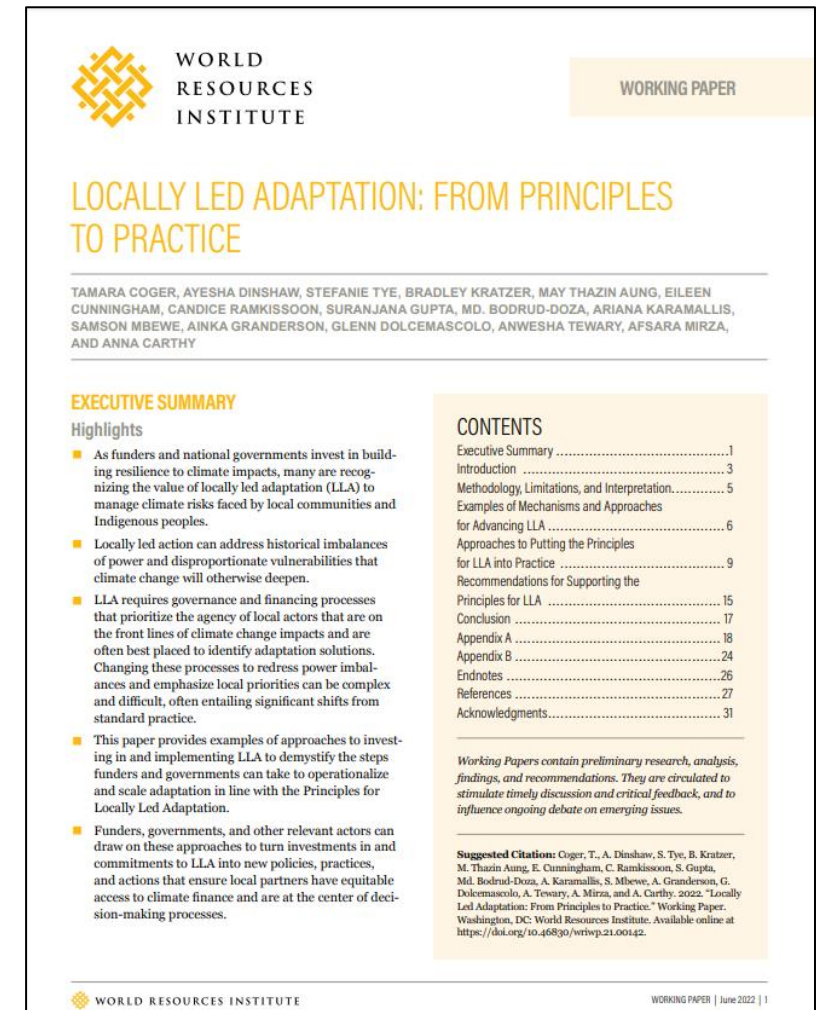 WORLD
RESOURCES
INSTITUTE
WORKING PAPER
LOCALLY LED ADAPTATION: FROM PRINCIPLES
TO PRACTICE
TAMARA COGER, AYESHA DINSHAW, STEFANIE TYE, BRADLEY KRATZER, MAY THAZIN AUNG, EILEEN
CUNNINGHAM, CANDICE RAMKISSOON, SURANJANA GUPTA, MD. BODRUD-DOZA, ARIANA KARAMALLIS,
SAMSON MBEWE, AINKA GRANDERSON, GLENN DOLCEMASCOLO, ANWESHA TEWARY, AFSARA MIRZA,
AND ANNA CARTHY
EXECUTIVE SUMMARY
Highlights
■ As funders and national governments invest in build-
ing resilience to climate impacts, many are recog-
nizing the value of locally led adaptation (LLA) to
manage climate risks faced by local communities and
Indigenous peoples.
■ Locally led action can address historical imbalances
of power and disproportionate vulnerabilities that
climate change will otherwise deepen.
■ LLA requires governance and financing processes
that prioritize the agency of local actors that are on
the front lines of climate change impacts and are
often best placed to identify adaptation solutions.
Changing these processes to redress power imbal-
ances and emphasize local priorities can be complex
and difficult, often entailing significant shifts from
standard practice.
■ This paper provides examples of approaches to invest-
ing in and implementing LLA to demystify the steps
funders and governments can take to operationalize
and scale adaptation in line with the Principles for
Locally Led Adaptation.
■ Funders, governments, and other relevant actors can
draw on these approaches to turn investments in and
commitments to LLA into new policies, practices,
and actions that ensure local partners have equitable
access to climate finance and are at the center of deci-
sion-making processes.
CONTENTS
Executive Summary ..........................................1
Introduction ................................................ 3
Methodology, Limitations, and Interpretation............. 5
Examples of Mechanisms and Approaches
for Advancing LLA ........................................... 6
Approaches to Putting the Principles
for LLA into Practice ........................................ 9
Recommendations for Supporting the
Principles for LLA .......................................... 15
Conclusion .................................................. 17
Appendix A .................................................. 18
Appendix B ..................................................24
Endnotes ....................................................26
References ..................................................27
Acknowledgments.......................................... 31
Working Papers contain preliminary research, analysis,
findings, and recommendations. They are circulated to
stimulate timely discussion and critical feedback, and to
influence ongoing debate on emerging issues.
Suggested Citation: Coger, T., A. Dinshaw, S. Tye, B. Kratzer,
M. Thazin Aung, E. Cunningham, C. Ramkissoon, S. Gupta,
Md. Bodrud-Doza, A. Karamallis, S. Mbewe, A. Granderson, G.
Dolcemascolo, A. Tewary, A. Mirza, and A. Carthy. 2022. “Locally
Led Adaptation: From Principles to Practice.” Working Paper.
Washington, DC: World Resources Institute. Available online at
https://doi.org/10.46830/wriwp.21.00142.
WORLD RESOURCES INSTITUTE
WORKING PAPER | June 2022 | 1